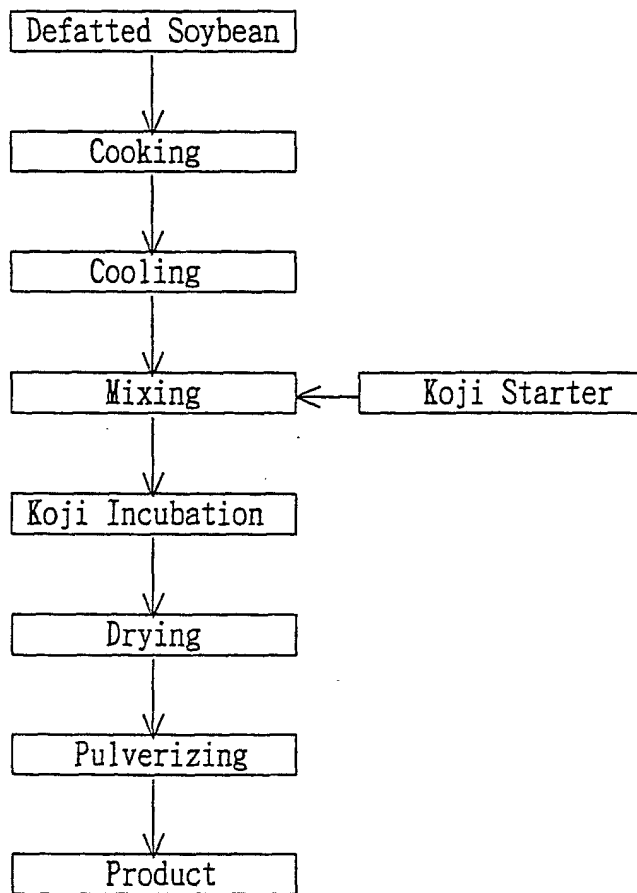 Defatted Soybean
Cooking
Cooling
Mixing
Koji Starter
Koji Incubation
Drying
Pulverizing
Product